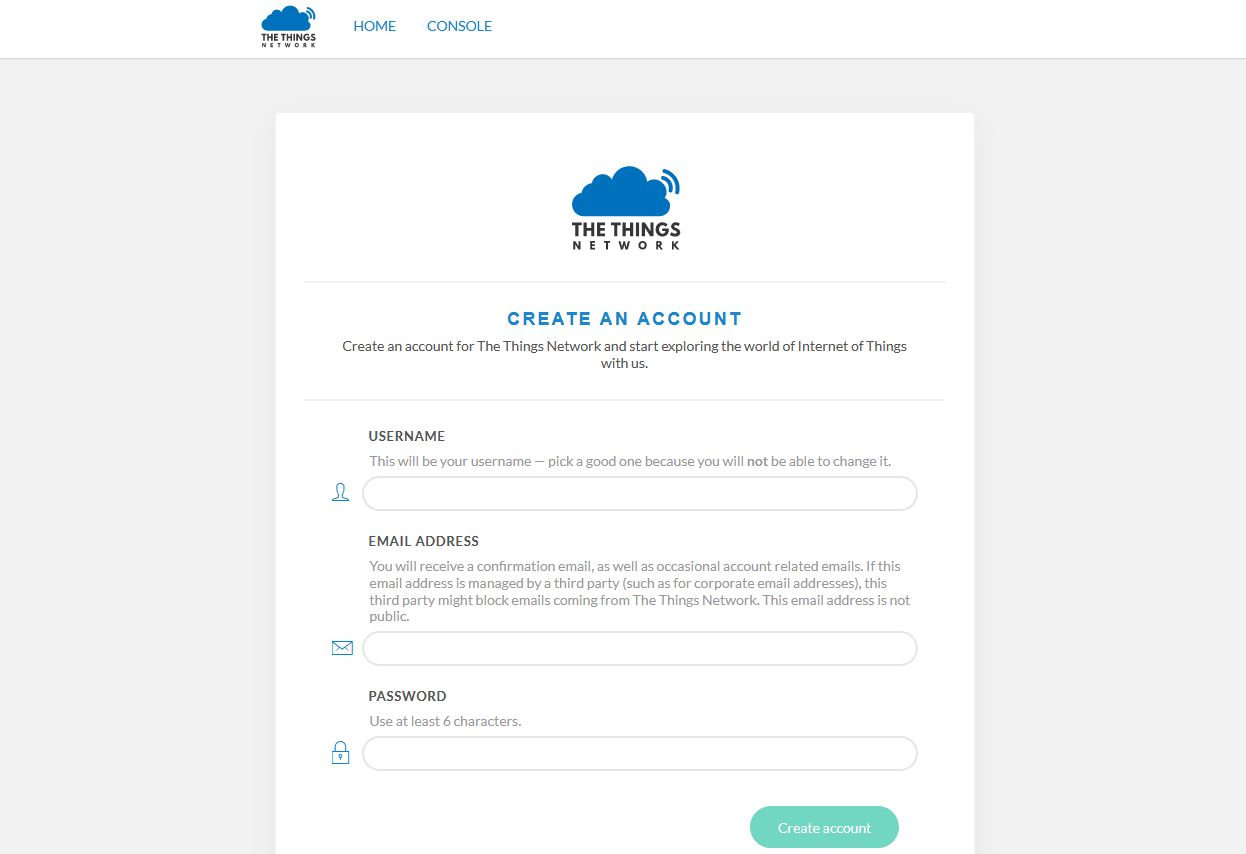 THE THINGS
NETWORK
HOME
CONSOLE
THE THINGS
NETWORK
CREATE AN ACCOUNT
Create an account for The Things Network and start exploring the world of Internet of Things
with us.
USERNAME
This will be your username — pick a good one because you will not be able to change it.
EMAIL ADDRESS
You will receive a confirmation email, as well as occasional account related emails. If this
email address is managed by a third party (such as for corporate email addresses), this
third party might block emails coming from The Things Network. This email address is not
public.
PASSWORD
Use at least 6 characters.
Create account